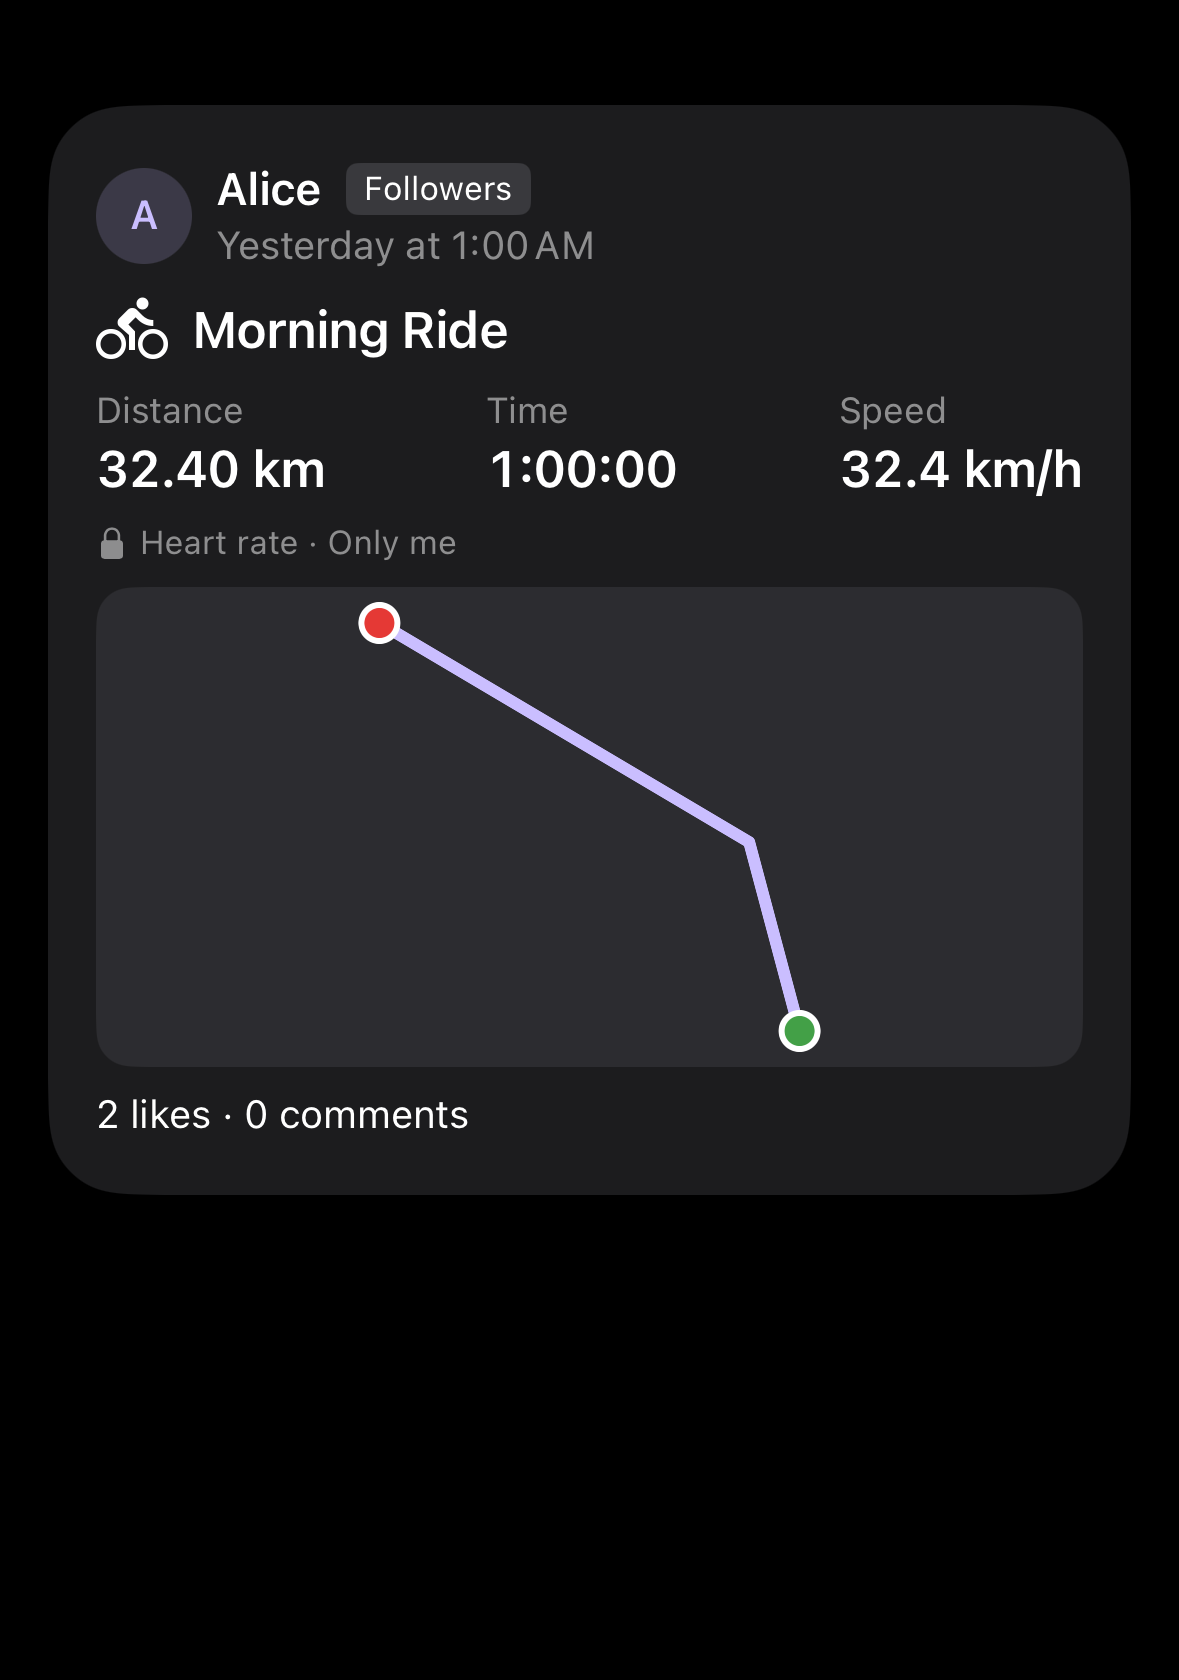 A
Alice Followers
Yesterday at 1:00 AM
Morning Ride
Distance Time Speed
32.40 km 1:00:00 32.4 km/h
Heart rate · Only me
2 likes · 0 comments